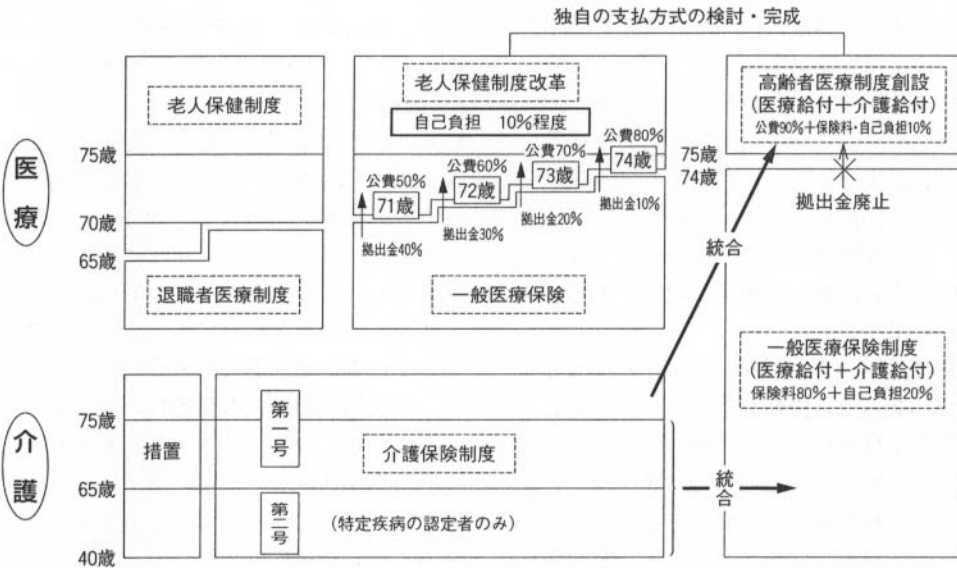 独自の支払方式の検討・完成
医療
老人保健制度
75歳
70歳
65歳
退職者医療制度
老人保健制度改革
自己負担 10%程度
公費50%
71歳
拠出金40%
公費60%
72歳
拠出金30%
公費70%
73歳
拠出金20%
公費80%
74歳
拠出金10%
一般医療保険
高齢者医療制度創設
(医療給付＋介護給付)
公費90%＋保険料・自己負担10%
75歳
74歳
拠出金廃止
統合
一般医療保険制度
(医療給付＋介護給付)
保険料80%＋自己負担20%
介護
75歳
65歳
40歳
措置
第一号
介護保険制度
第二号
(特定疾病の認定者のみ)
統合